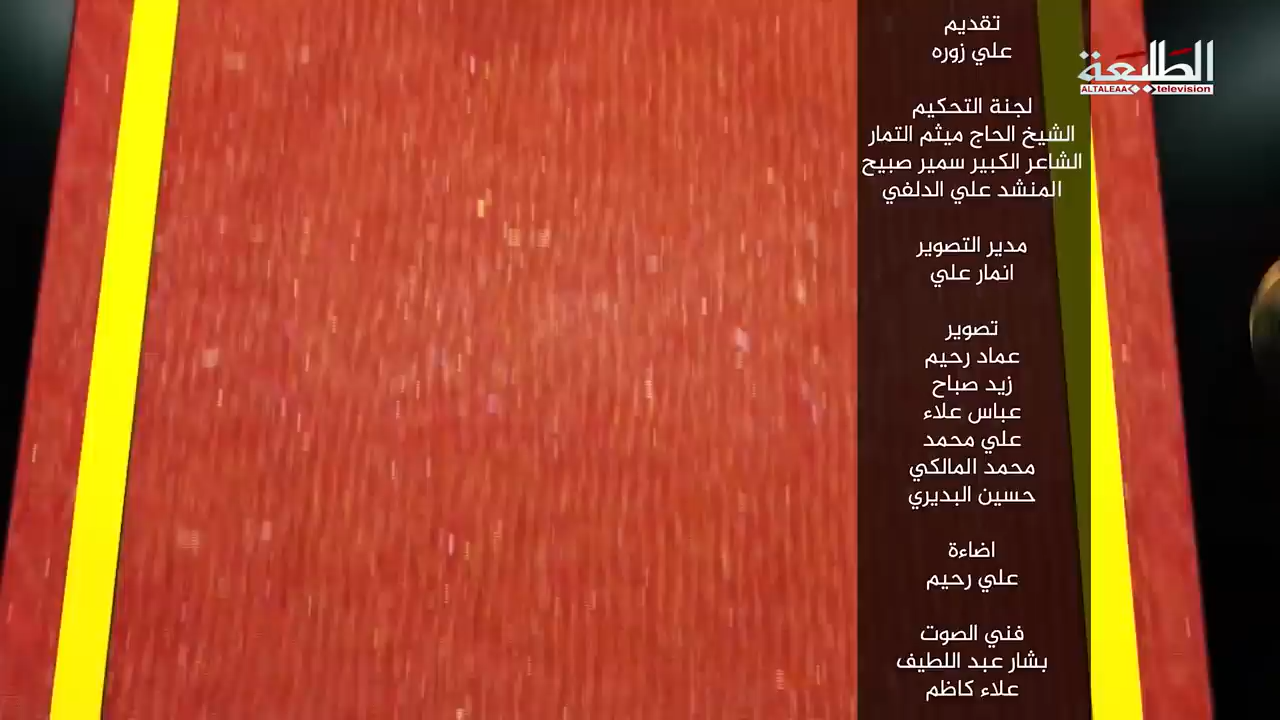 تقديم
علي زوره
لجنة التحكيم
الشيخ الحاج ميثم التمار
الشاعر الكبير سمير صبيح
المنشد علي الدلفي
مدير التصوير
انمار علي
تصوير
عماد رحيم
زيد صباح
عباس علاء
علي محمد
محمد المالكي
حسين البديري
اضاءة
علي رحيم
فني الصوت
بشار عبد اللطيف
علاء كاظم
الطليعة
ALTALEAA television